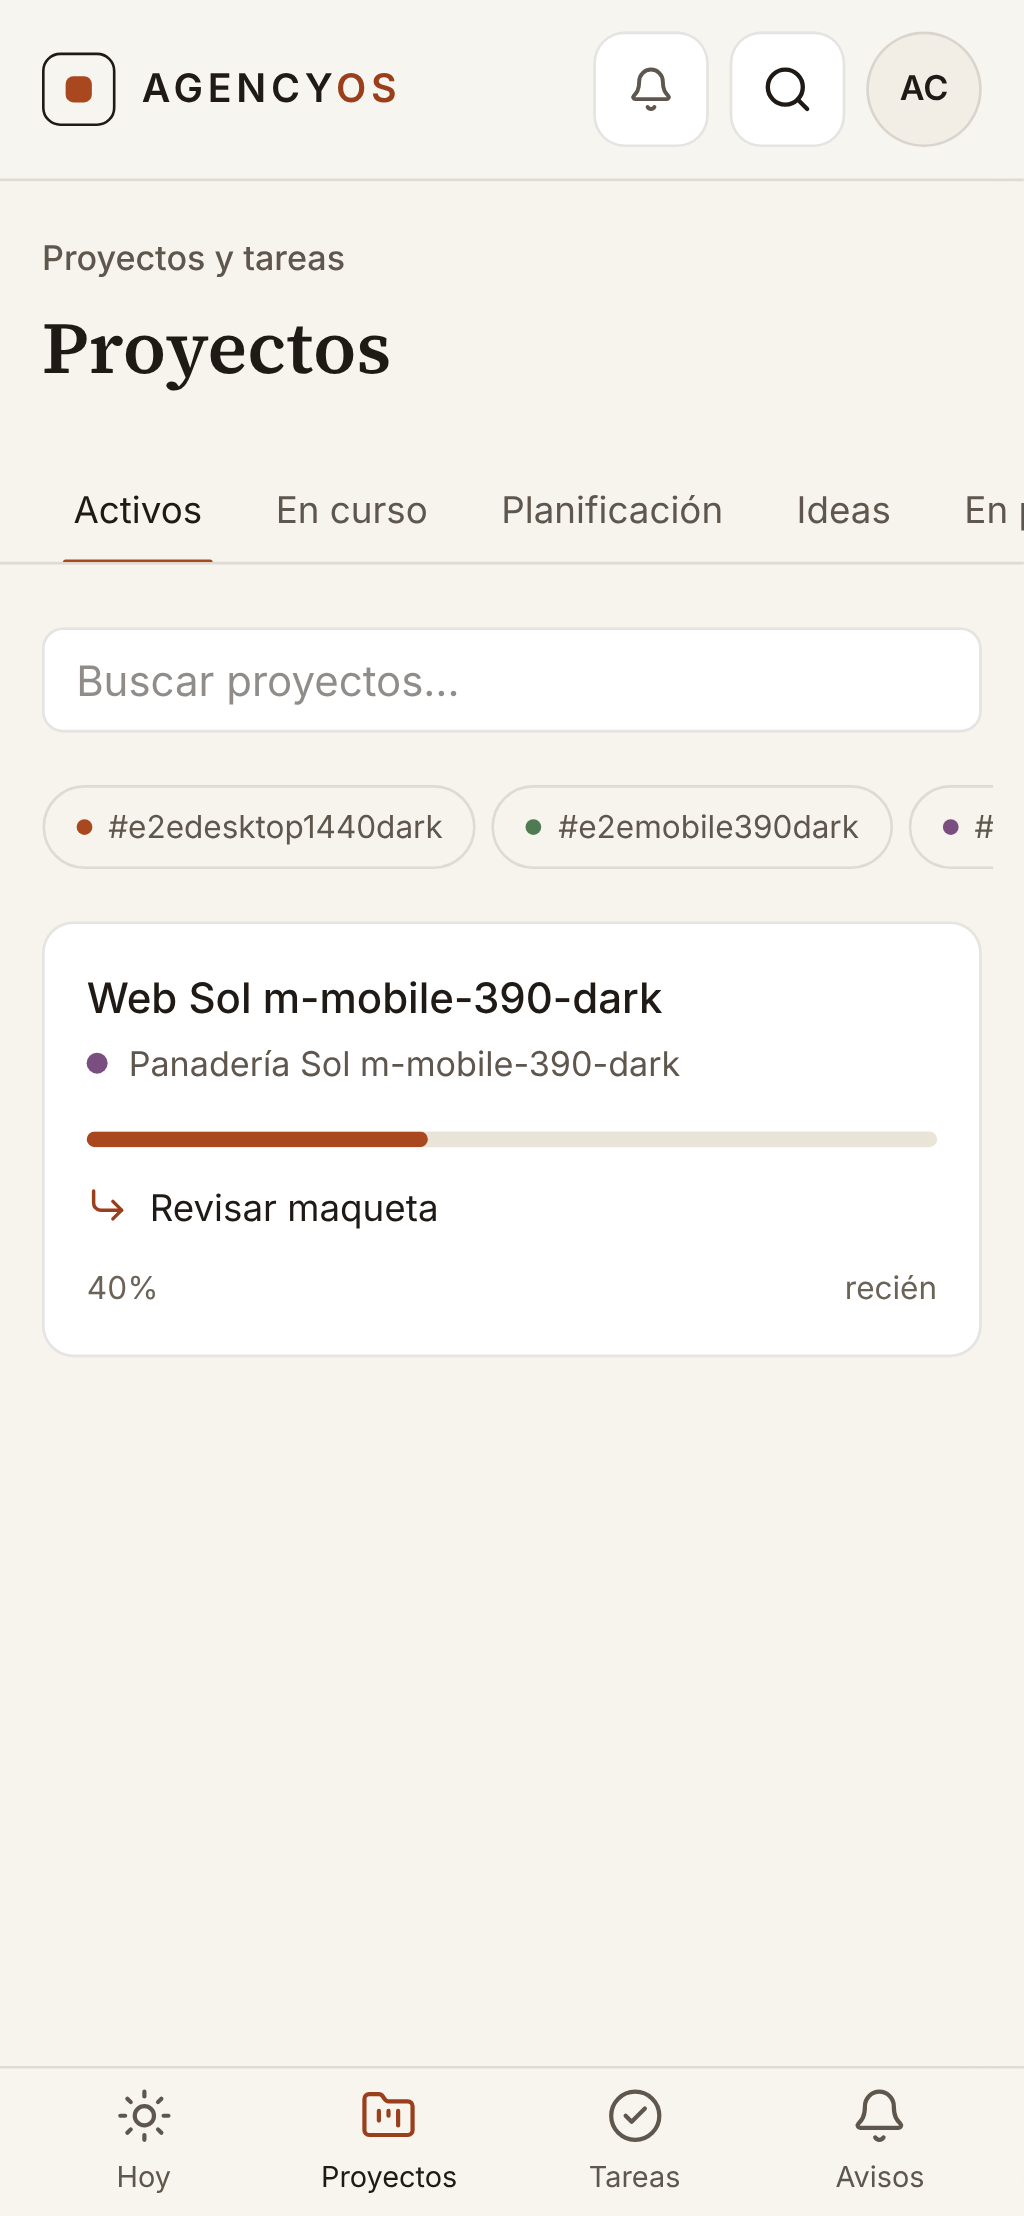 AGENCYOS
AC
Proyectos y tareas
Proyectos
Activos En curso Planificación Ideas En p
Buscar proyectos...
#e2edesktop1440dark #e2emobile390dark #
Web Sol m-mobile-390-dark
Panadería Sol m-mobile-390-dark
Revisar maqueta
40% recién
Hoy Proyectos Tareas Avisos